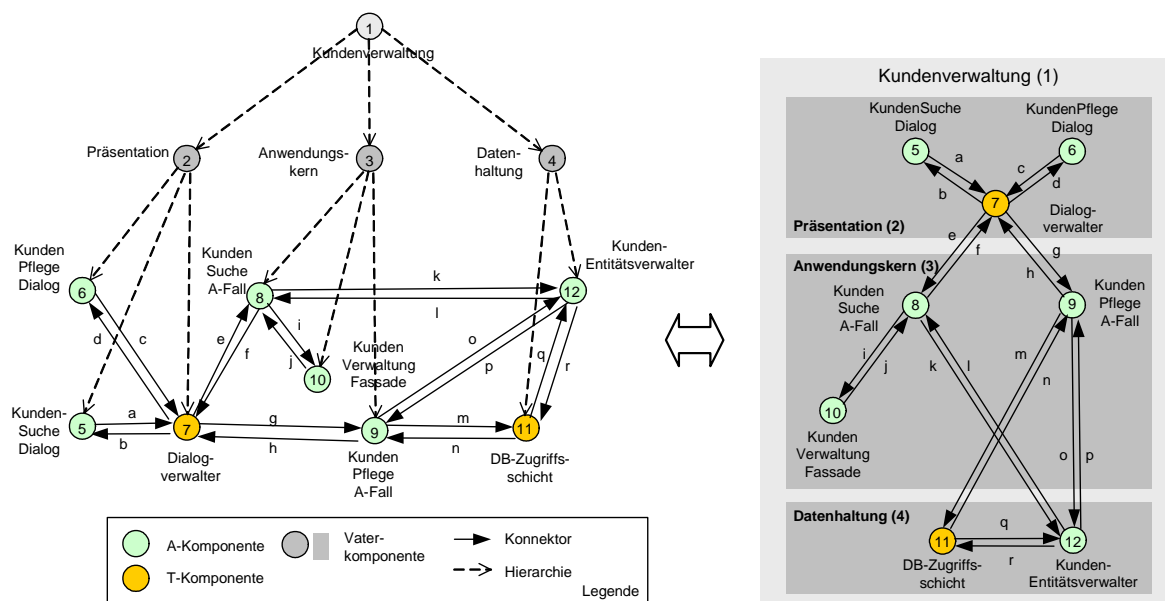 1
Kundenverwaltung
Präsentation
2
Anwendungs-
kern
3
Daten-
haltung
4
Kunden
Pflege
Dialog
6
Kunden
Suche
A-Fall
8
Kunden-
Entitätsverwalter
12
k
l
d
c
e
f
i
j
10
Kunden
Verwaltung
Fassade
o
p
q
r
Kunden-
Suche
Dialog
5
a
b
7
Dialog-
verwalter
g
h
9
Kunden
Pflege
A-Fall
m
n
11
DB-Zugriffs-
schicht
A-Komponente
T-Komponente
Vater-
komponente
Konnektor
Hierarchie
Legende
Kundenverwaltung (1)
KundenSuche
Dialog
5
KundenPflege
Dialog
6
a
b
c
d
7
Dialog-
verwalter
Präsentation (2)
e
f
g
h
Anwendungskern (3)
Kunden
Suche
A-Fall
8
9
Kunden
Pflege
A-Fall
i
j
k
l
m
n
10
Kunden
Verwaltung
Fassade
o
p
Datenhaltung (4)
11
q
r
12
DB-Zugriffs-
schicht
Kunden-
Entitätsverwalter